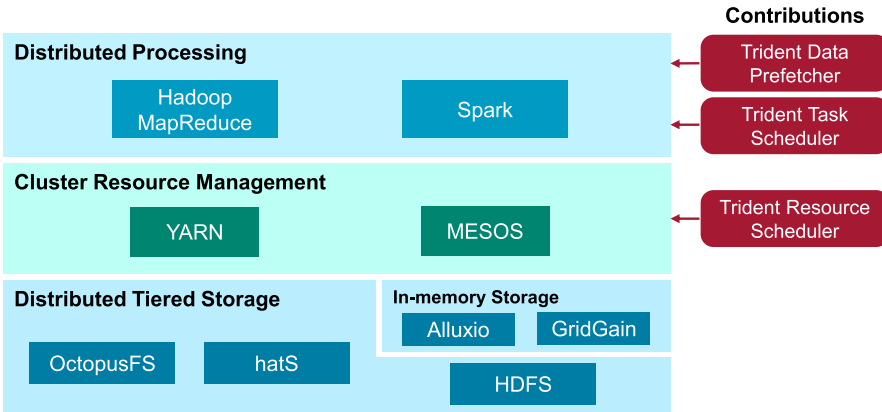 Contributions
Distributed Processing
Hadoop
MapReduce
Spark
Trident Data
Prefetcher
Trident Task
Scheduler
Cluster Resource Management
YARN
MESOS
Trident Resource
Scheduler
Distributed Tiered Storage
OctopusFS
hatS
In-memory Storage
Alluxio
GridGain
HDFS